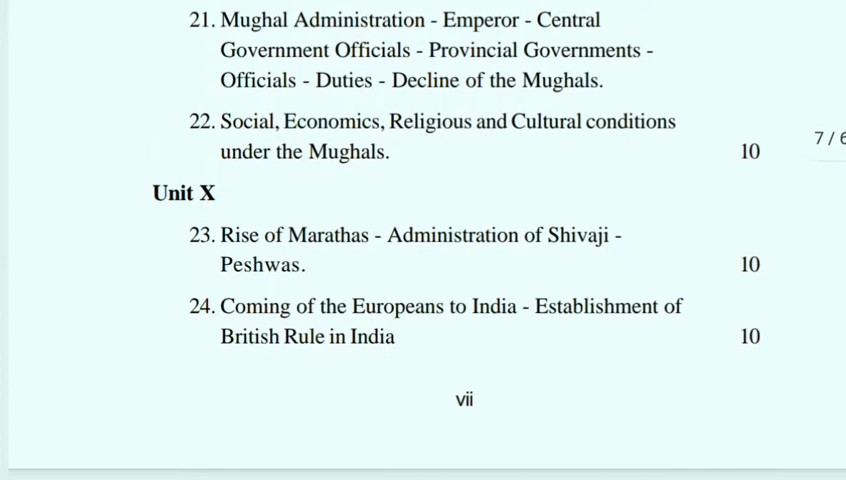 21. Mughal Administration - Emperor - Central
Government Officials - Provincial Governments -
Officials - Duties - Decline of the Mughals.
22. Social, Economics, Religious and Cultural conditions
under the Mughals. 10
7 / 6
Unit X
23. Rise of Marathas - Administration of Shivaji -
Peshwas. 10
24. Coming of the Europeans to India - Establishment of
British Rule in India 10
vii